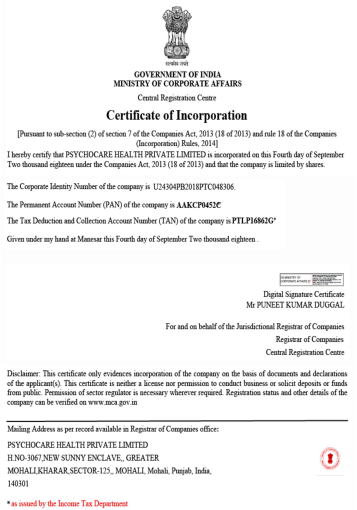 सत्यमेव जयते
GOVERNMENT OF INDIA
MINISTRY OF CORPORATE AFFAIRS
Central Registration Centre
Certificate of Incorporation
[Pursuant to sub-section (2) of section 7 of the Companies Act, 2013 (18 of 2013) and rule 18 of the Companies
(Incorporation) Rules, 2014]
I hereby certify that PSYCHOCARE HEALTH PRIVATE LIMITED is incorporated on this Fourth day of September
Two thousand eighteen under the Companies Act, 2013 (18 of 2013) and that the company is limited by shares.
The Corporate Identity Number of the company is U24304PB2018PTC048306.
The Permanent Account Number (PAN) of the company is AAKCP0452C
The Tax Deduction and Collection Account Number (TAN) of the company is PTLP16862G*
Given under my hand at Manesar this Fourth day of September Two thousand eighteen .
Digital Signature Certificate
Mr PUNEET KUMAR DUGGAL
For and on behalf of the Jurisdictional Registrar of Companies
Registrar of Companies
Central Registration Centre
Disclaimer: This certificate only evidences incorporation of the company on the basis of documents and declarations
of the applicant(s). This certificate is neither a license nor permission to conduct business or solicit deposits or funds
from public. Permission of sector regulator is necessary wherever required. Registration status and other details of the
company can be verified on www.mca.gov.in
Mailing Address as per record available in Registrar of Companies office:
PSYCHOCARE HEALTH PRIVATE LIMITED
H.NO-3067,NEW SUNNY ENCLAVE,, GREATER
MOHALI,KHARAR,SECTOR-125,, MOHALI, Mohali, Punjab, India,
140301
* as issued by the Income Tax Department